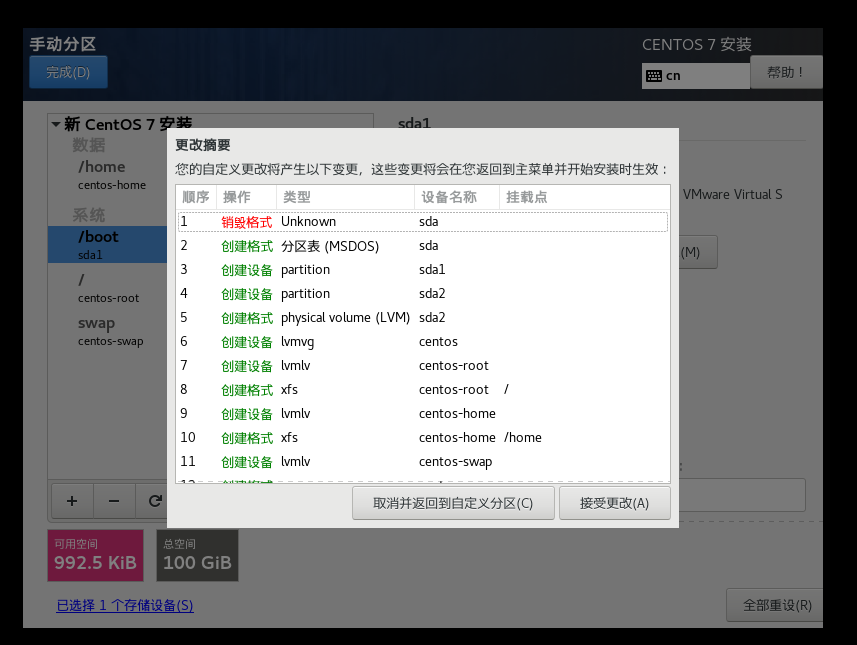 手动分区
CENTOS 7 安装
完成(D)
cn
帮助！
新 CentOS 7 安装
sda1
数据
/home
centos-home
系统
/boot
sda1
/
centos-root
swap
centos-swap
VMware Virtual S
(M)
更改摘要
您的自定义更改将产生以下变更，这些变更将会在您返回到主菜单并开始安装时生效：
顺序 操作 类型 设备名称 挂载点
1 销毁格式 Unknown sda
2 创建格式 分区表 (MSDOS) sda
3 创建设备 partition sda1
4 创建设备 partition sda2
5 创建格式 physical volume (LVM) sda2
6 创建设备 lvmvg centos
7 创建设备 lvmlv centos-root
8 创建格式 xfs centos-root /
9 创建设备 lvmlv centos-home
10 创建格式 xfs centos-home /home
11 创建设备 lvmlv centos-swap
取消并返回到自定义分区(C)
接受更改(A)
可用空间
992.5 KiB
总空间
100 GiB
已选择 1 个存储设备(S)
全部重设(R)